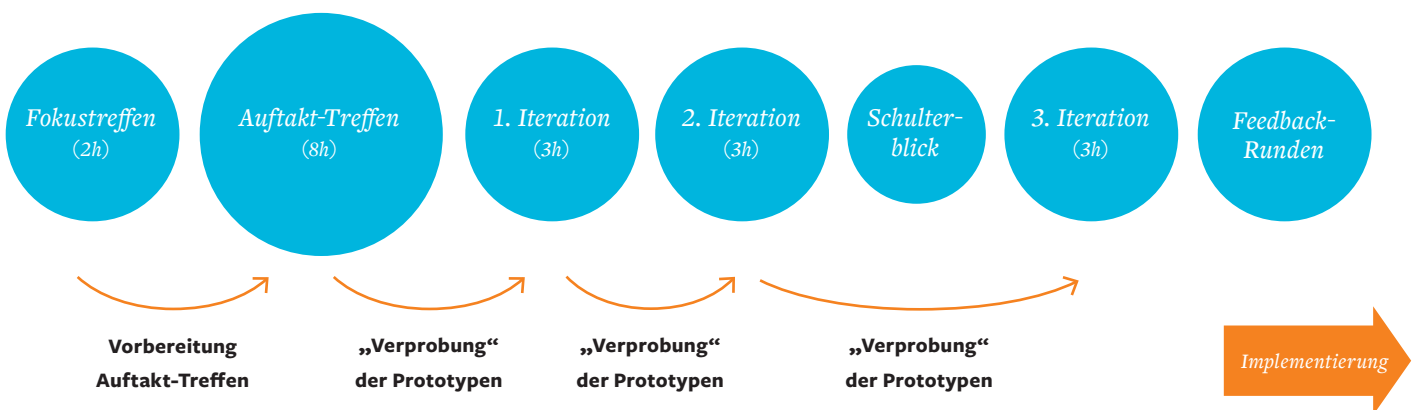 Fokustreffen
(2h)
Auftakt-Treffen
(8h)
1. Iteration
(3h)
2. Iteration
(3h)
Schulter-
blick
3. Iteration
(3h)
Feedback-
Runden
Vorbereitung
Auftakt-Treffen
„Verprobung“
der Prototypen
„Verprobung“
der Prototypen
„Verprobung“
der Prototypen
Implementierung